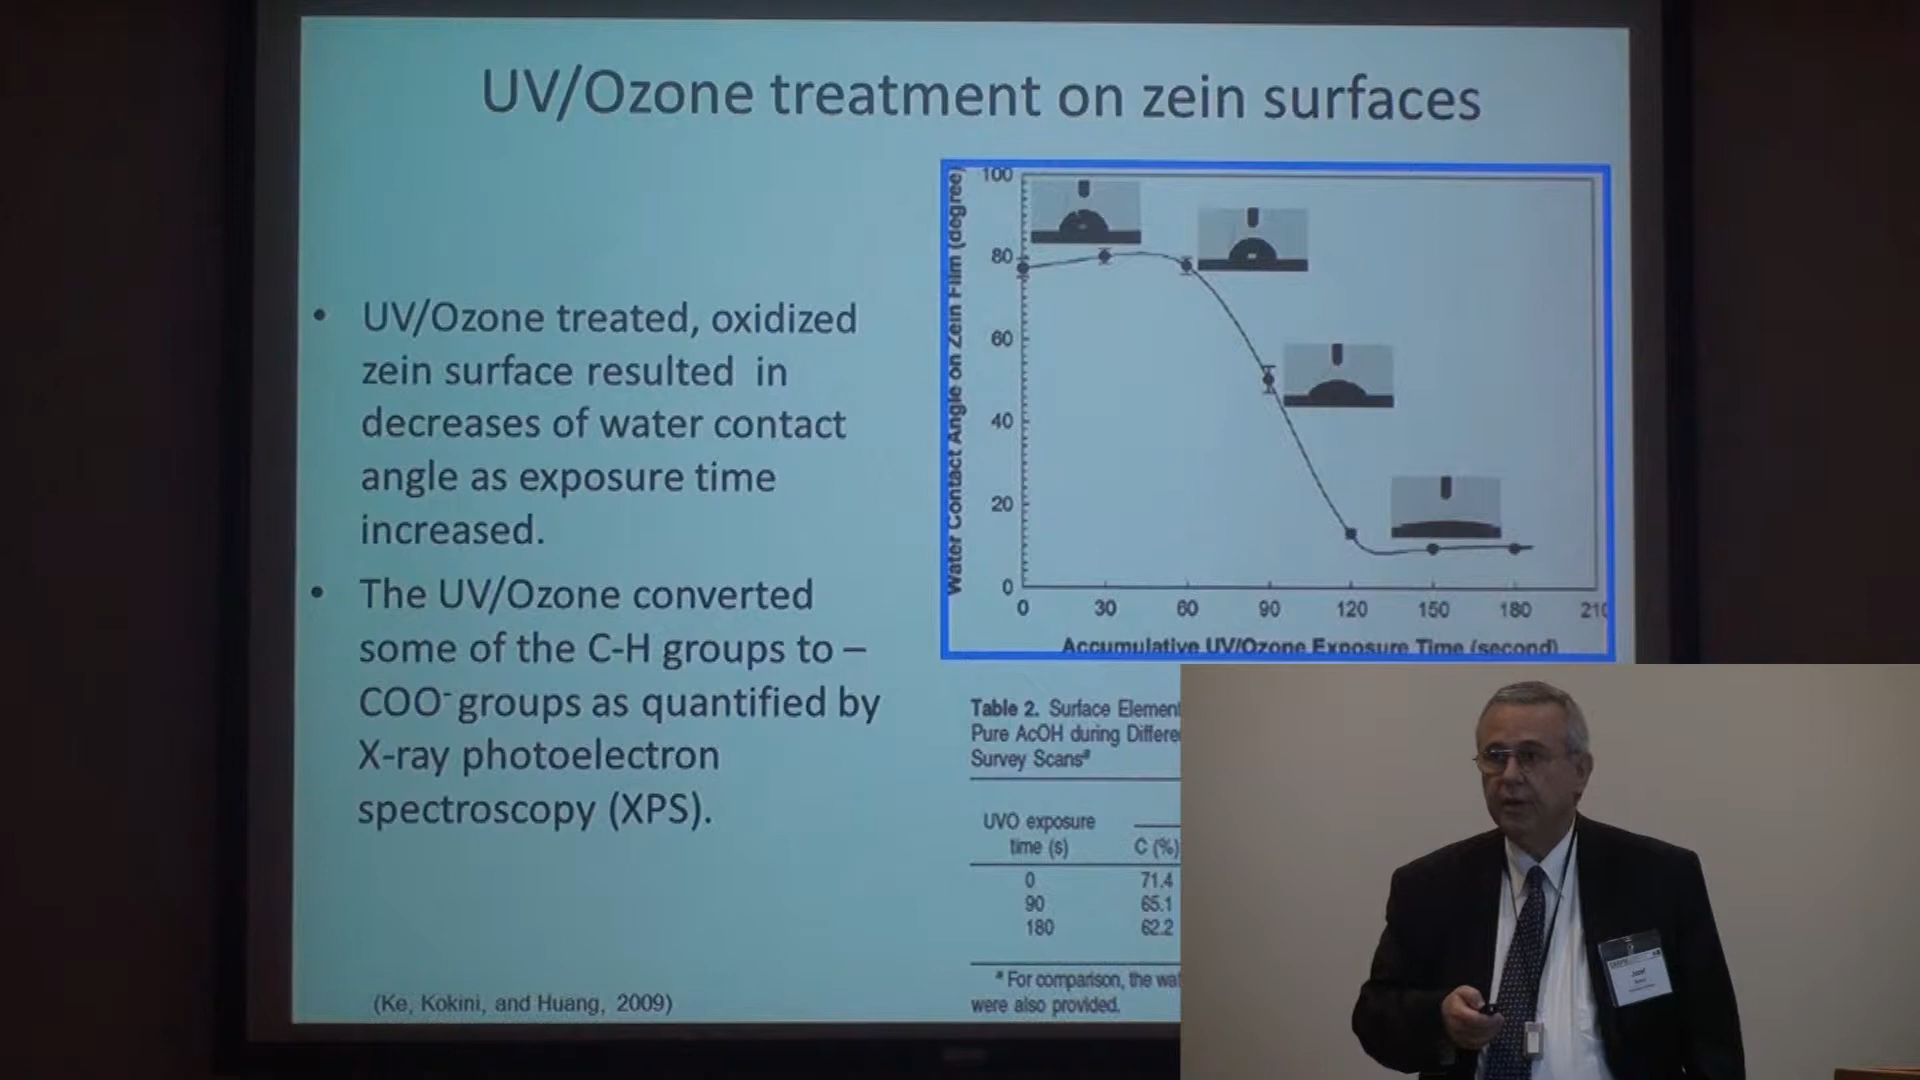 UV/Ozone treatment on zein surfaces
• UV/Ozone treated, oxidized
zein surface resulted in
decreases of water contact
angle as exposure time
increased.
• The UV/Ozone converted
some of the C-H groups to –
COO- groups as quantified by
X-ray photoelectron
spectroscopy (XPS).
(Ke, Kokini, and Huang, 2009)
Water Contact Angle on Zein Film (degree)
100
80
60
40
20
0
0 30 60 90 120 150 180 210
Accumulative UV/Ozone Exposure Time (second)
Table 2. Surface Element
Pure AcOH during Differe
Survey Scansª
UVO exposure
time (s) C (%)
0 71.4
90 65.1
180 62.2
ª For comparison, the wat
were also provided.
Jozef